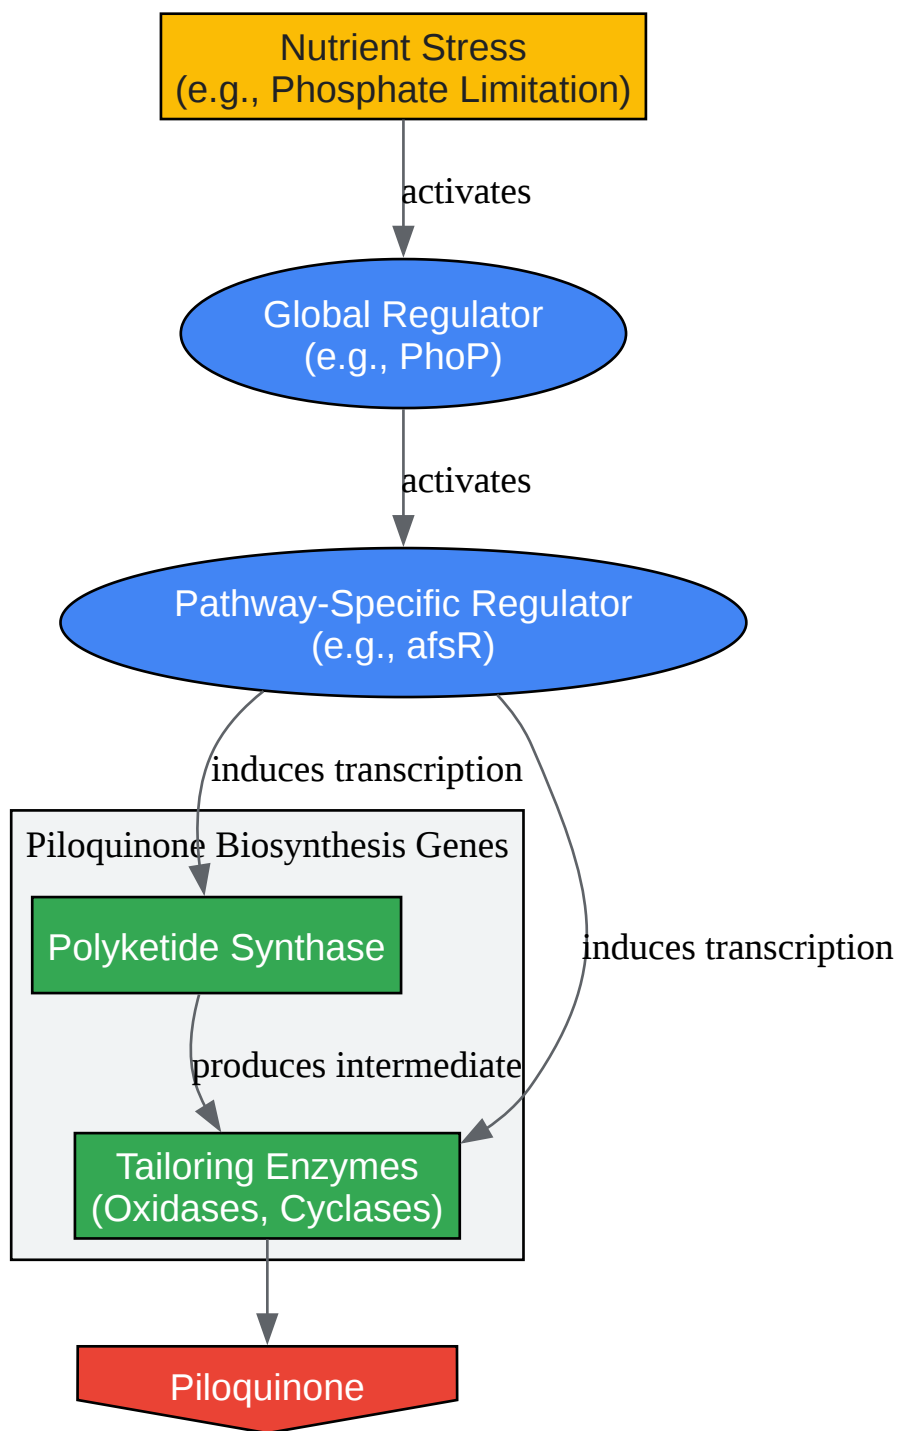 Nutrient Stress
(e.g., Phosphate Limitation)
activates
Global Regulator
(e.g., PhoP)
activates
Pathway-Specific Regulator
(e.g., afsR)
induces transcription
Piloquinone Biosynthesis Genes
Polyketide Synthase
induces transcription
produces intermediate
Tailoring Enzymes
(Oxidases, Cyclases)
Piloquinone